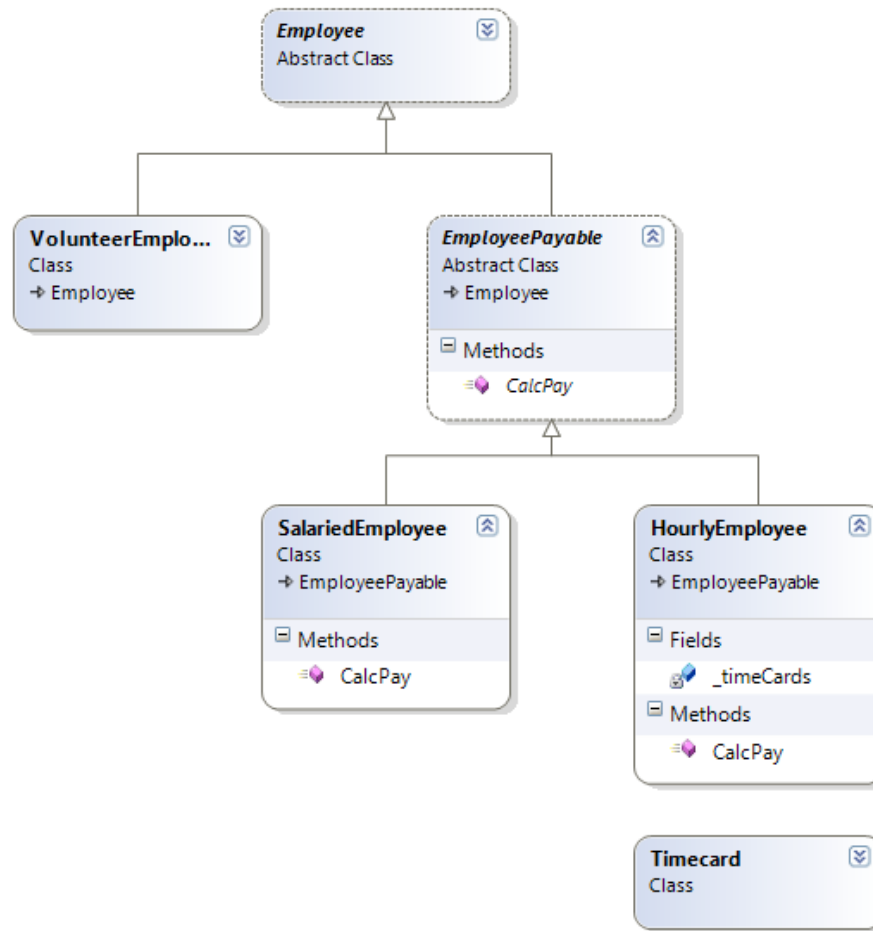 Employee
Abstract Class
VolunteerEmplo...
Class
Employee
EmployeePayable
Abstract Class
Employee
Methods
CalcPay
SalariedEmployee
Class
EmployeePayable
Methods
CalcPay
HourlyEmployee
Class
EmployeePayable
Fields
_timeCards
Methods
CalcPay
Timecard
Class